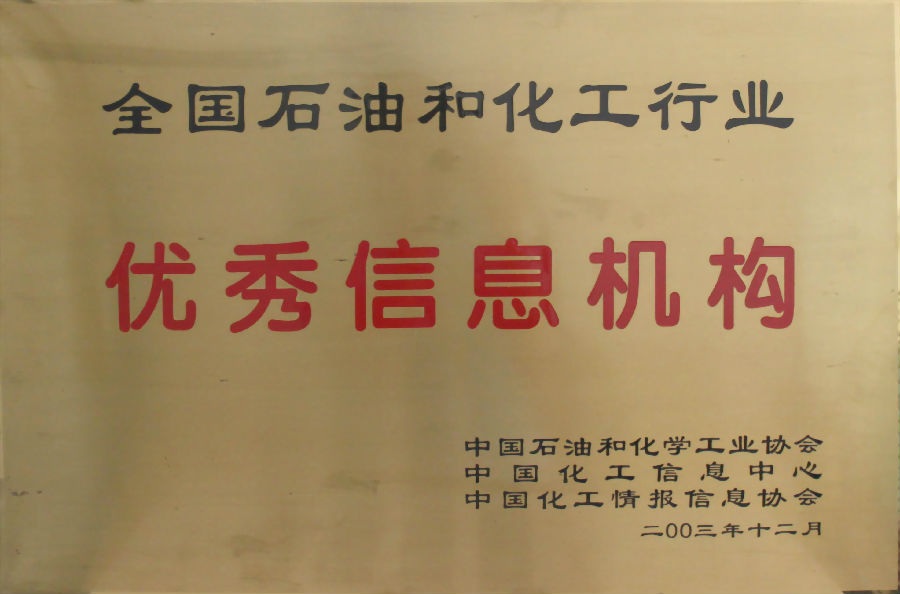 全国石油和化工行业
优秀信息机构
中国石油和化学工业协会
中国化工信息中心
中国化工情报信息协会
二00三年十二月